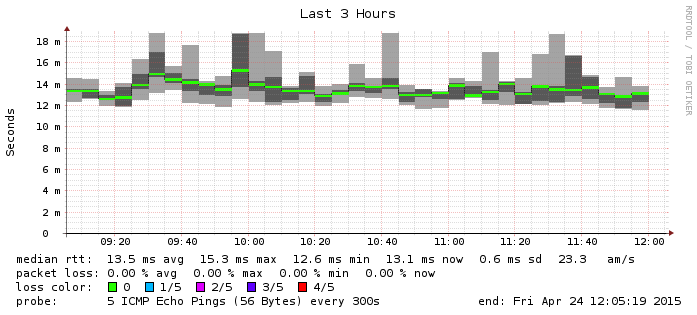 Last 3 Hours
RRDTOOL / TOBI OETIKER
Seconds
18 m
16 m
14 m
12 m
10 m
8 m
6 m
4 m
2 m
0
09:20 09:40 10:00 10:20 10:40 11:00 11:20 11:40 12:00
median rtt: 13.5 ms avg 15.3 ms max 12.6 ms min 13.1 ms now 0.6 ms sd 23.3 am/s
packet loss: 0.00 % avg 0.00 % max 0.00 % min 0.00 % now
loss color: 0 1/5 2/5 3/5 4/5
probe: 5 ICMP Echo Pings (56 Bytes) every 300s end: Fri Apr 24 12:05:19 2015